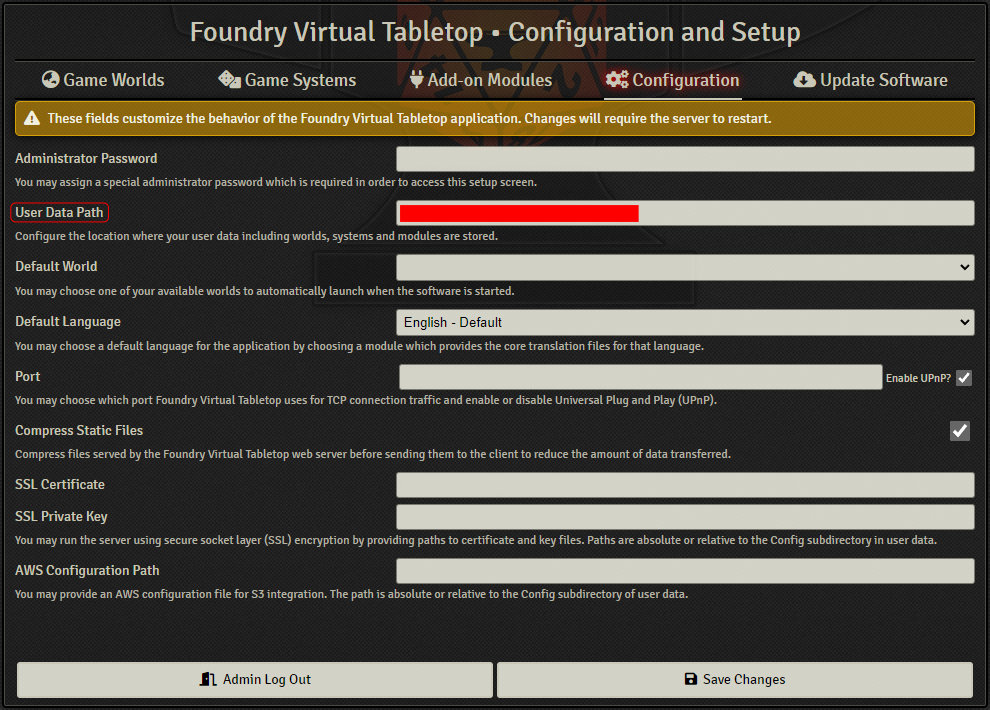 Foundry Virtual Tabletop • Configuration and Setup
Game Worlds Game Systems Add-on Modules Configuration Update Software
These fields customize the behavior of the Foundry Virtual Tabletop application. Changes will require the server to restart.
Administrator Password
You may assign a special administrator password which is required in order to access this setup screen.
User Data Path
Configure the location where your user data including worlds, systems and modules are stored.
Default World
You may choose one of your available worlds to automatically launch when the software is started.
Default Language English - Default
You may choose a default language for the application by choosing a module which provides the core translation files for that language.
Port Enable UPnP?
You may choose which port Foundry Virtual Tabletop uses for TCP connection traffic and enable or disable Universal Plug and Play (UPnP).
Compress Static Files
Compress files served by the Foundry Virtual Tabletop web server before sending them to the client to reduce the amount of data transferred.
SSL Certificate
SSL Private Key
You may run the server using secure socket layer (SSL) encryption by providing paths to certificate and key files. Paths are absolute or relative to the Config subdirectory in user data.
AWS Configuration Path
You may provide an AWS configuration file for S3 integration. The path is absolute or relative to the Config subdirectory of user data.
Admin Log Out Save Changes